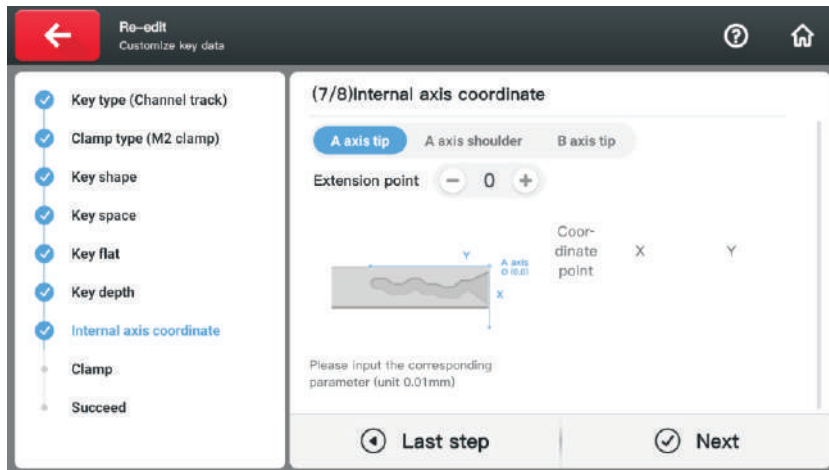 Re-edit
Customize key data
Key type (Channel track)
Clamp type (M2 clamp)
Key shape
Key space
Key flat
Key depth
Internal axis coordinate
Clamp
Succeed
(7/8)Internal axis coordinate
A axis tip A axis shoulder B axis tip
Extension point − 0 +
Coor-
dinate X Y
point
Y
A axis
O (0,0)
X
Please input the corresponding
parameter (unit 0.01mm)
Last step Next